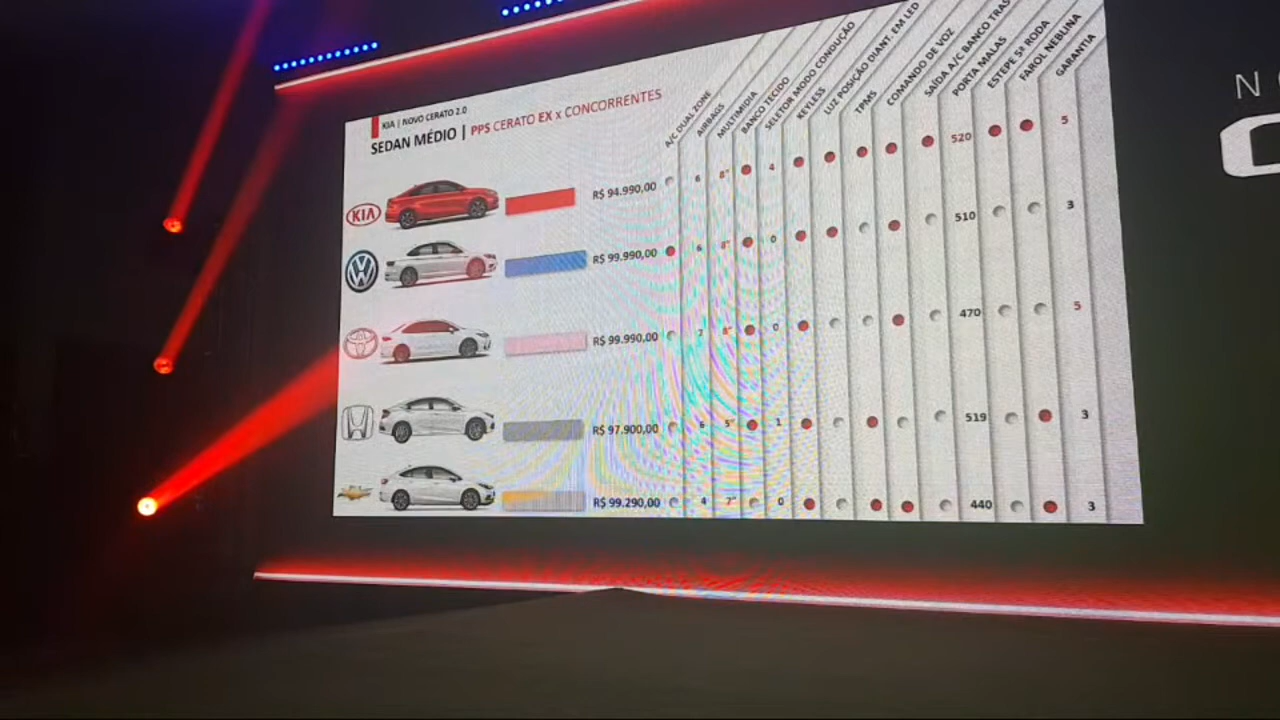 KIA | NOVO CERATO 2.0
SEDAN MÉDIO | PPS CERATO EX x CONCORRENTES
A/C DUAL ZONE
AIRBAGS
MULTIMIDIA
BANCO TECIDO
SELETOR MODO CONDUÇÃO
KEYLESS
LUZ POSIÇÃO DIANT. EM LED
TPMS
COMANDO DE VOZ
SAÍDA A/C BANCO TRAS
PORTA MALAS
ESTEPE 5ª RODA
FAROL NEBLINA
GARANTIA
KIA R$ 94.990,00 6 8" 4 520 5
R$ 99.990,00 6 8" 0 510 3
R$ 99.990,00 7 8" 0 470 5
R$ 97.900,00 6 5" 1 519 3
R$ 99.290,00 4 7" 0 440 3